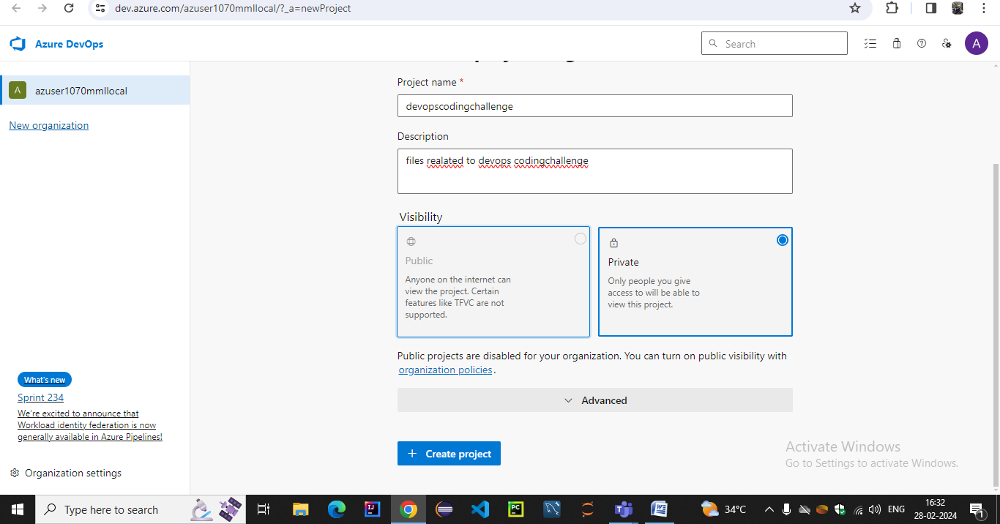 dev.azure.com/azuser1070mmllocal/?_a=newProject
Azure DevOps
Search
A
A
azuser1070mmllocal
New organization
Project name *
devopscodingchallenge
Description
files realated to devops codingchallenge
Visibility
Public
Anyone on the internet can
view the project. Certain
features like TFVC are not
supported.
Private
Only people you give
access to will be able to
view this project.
Public projects are disabled for your organization. You can turn on public visibility with
organization policies.
Advanced
Create project
What's new
Sprint 234
We're excited to announce that
Workload identity federation is now
generally available in Azure Pipelines!
Organization settings
Activate Windows
Go to Settings to activate Windows.
Type here to search
IJ
PC
34°C
ENG
16:32
28-02-2024
1